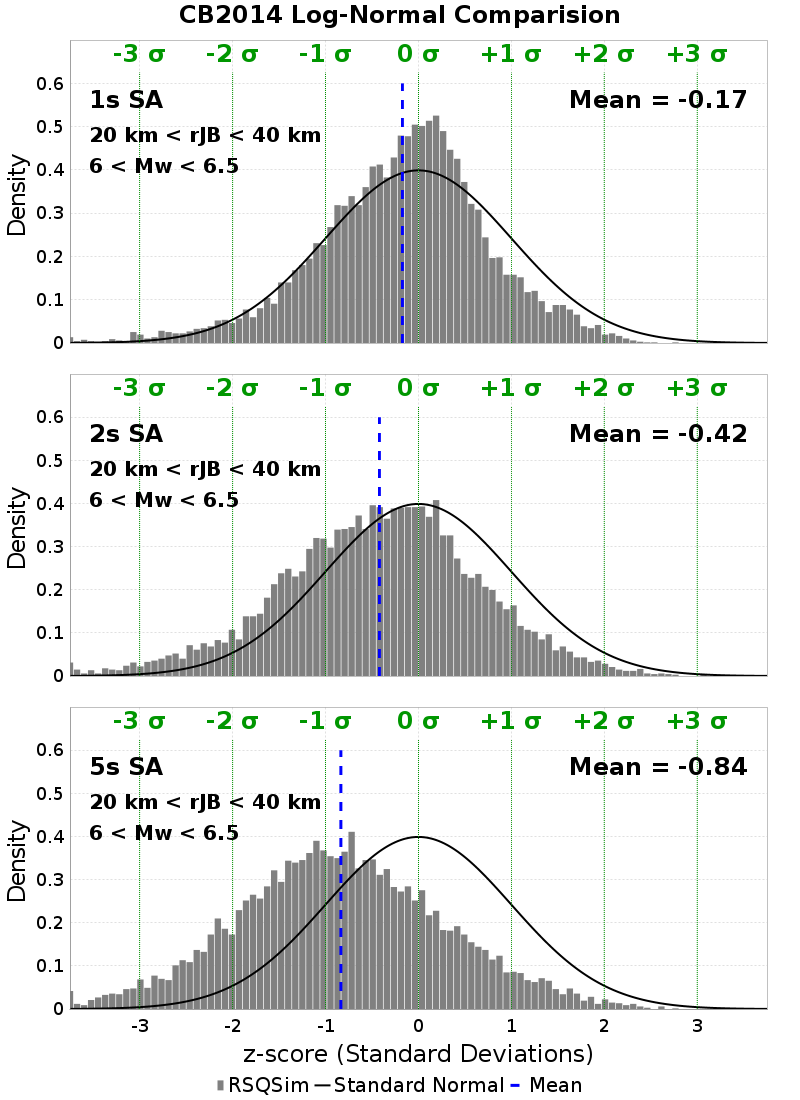 CB2014 Log-Normal Comparision
-3 σ -2 σ -1 σ 0 σ +1 σ +2 σ +3 σ
0.6
1s SA Mean = -0.17
0.5
20 km < rJB < 40 km
6 < Mw < 6.5
0.4
0.3
0.2
0.1
0
Density
-3 σ -2 σ -1 σ 0 σ +1 σ +2 σ +3 σ
0.6
2s SA Mean = -0.42
0.5
20 km < rJB < 40 km
6 < Mw < 6.5
0.4
0.3
0.2
0.1
0
Density
-3 σ -2 σ -1 σ 0 σ +1 σ +2 σ +3 σ
0.6
5s SA Mean = -0.84
0.5
20 km < rJB < 40 km
6 < Mw < 6.5
0.4
0.3
0.2
0.1
0
Density
-3 -2 -1 0 1 2 3
z-score (Standard Deviations)
RSQSim Standard Normal Mean